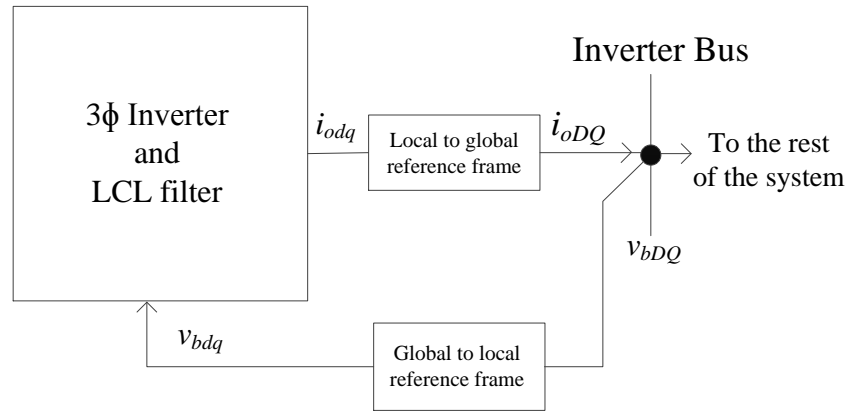 Inverter Bus
3ϕ Inverter
and
LCL filter
i_odq
Local to global
reference frame
i_oDQ
To the rest
of the system
v_bDQ
v_bdq
Global to local
reference frame